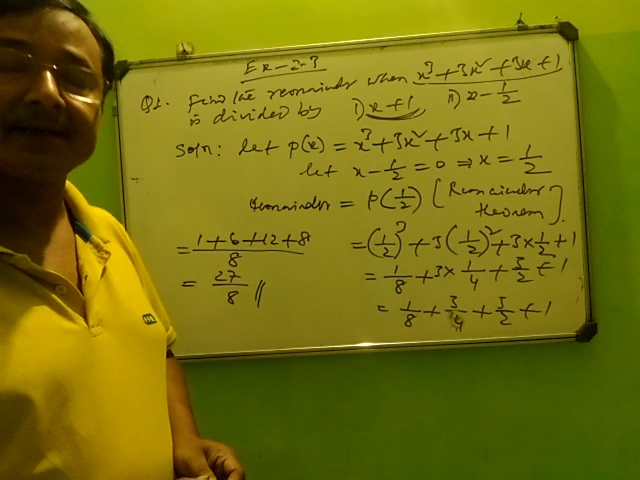 Ex-2.3
Q1. Find the remainder when x³+3x²+3x+1
is divided by i) x+1 ii) x-1/2
Soln: let p(x) = x³+3x²+3x+1
let x-1/2=0 ⇒ x=1/2
remainder = p(1/2) [Remainder theorem].
= (1/2)³+3(1/2)²+3×1/2+1
= 1/8+3×1/4+3/2+1
= 1/8+3/4+3/2+1
= 1+6+12+8/8
= 27/8 //
m